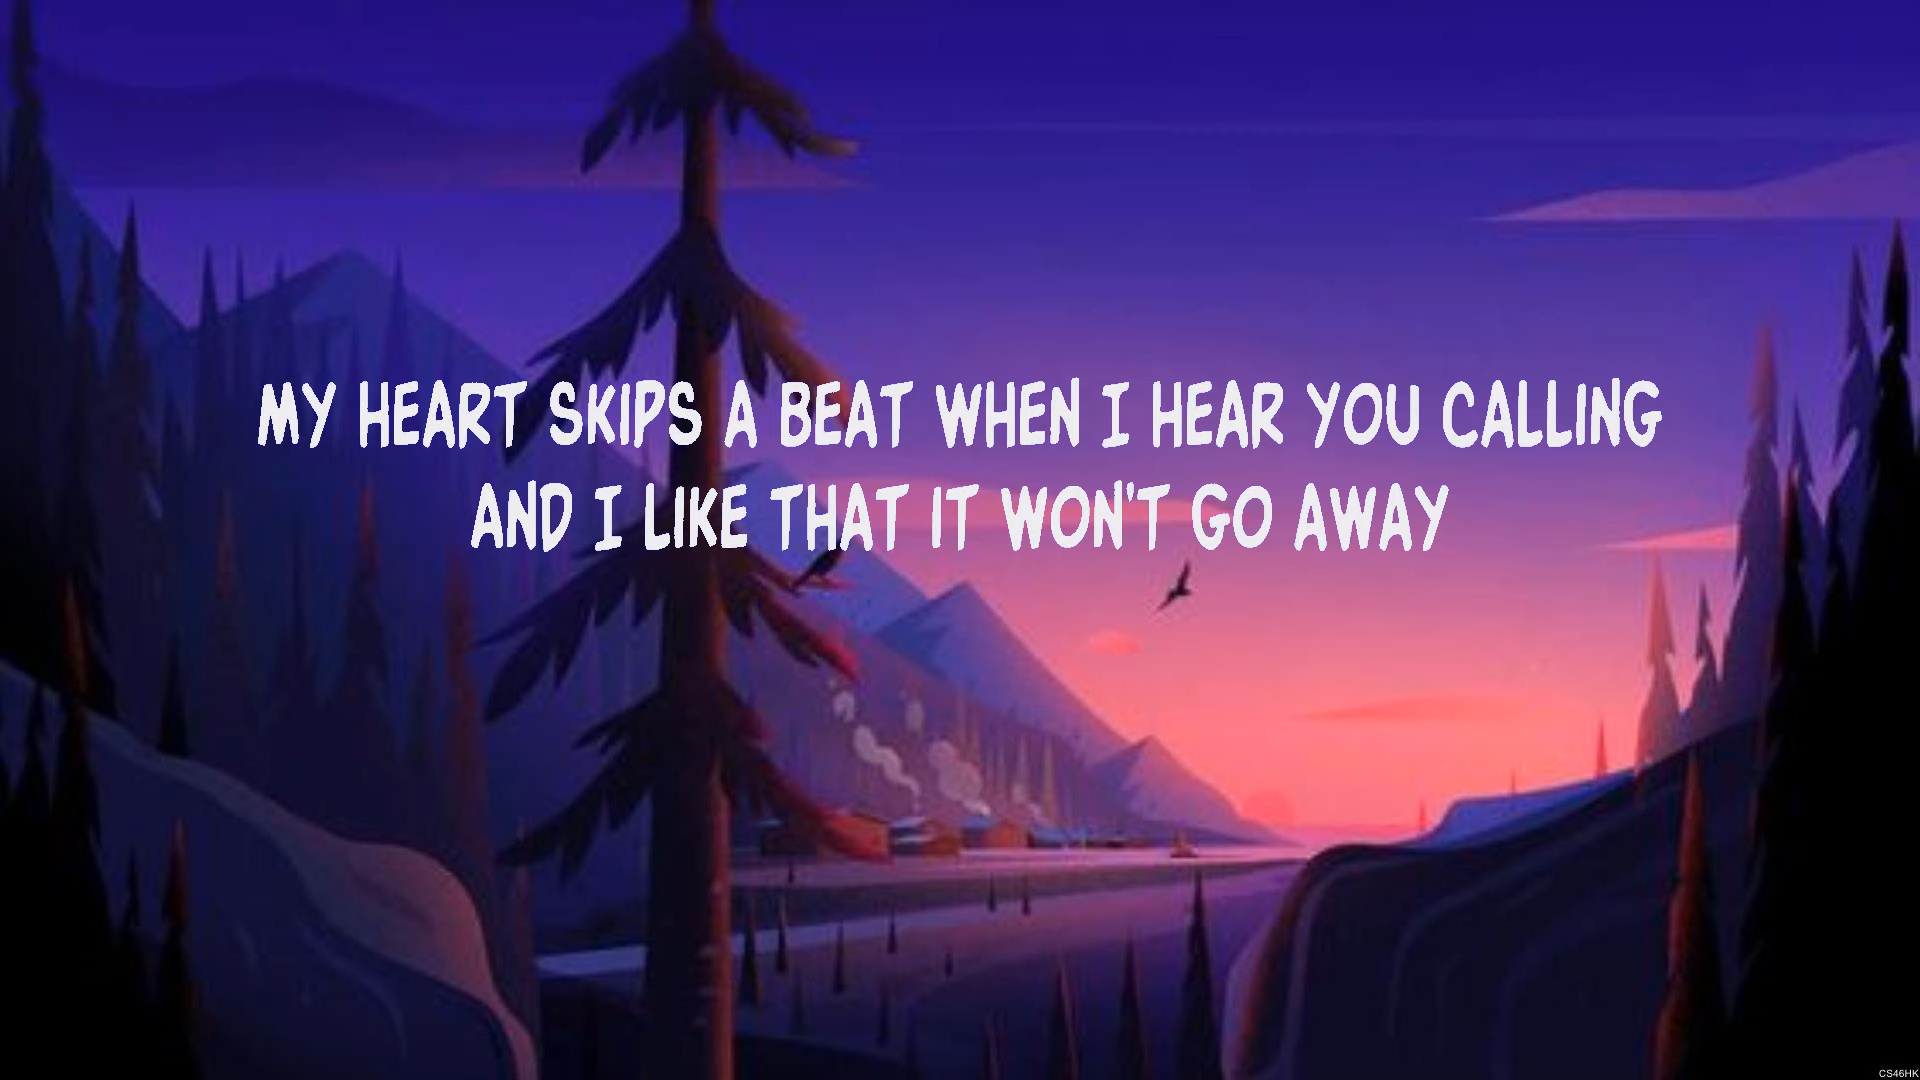 MY HEART SKIPS A BEAT WHEN I HEAR YOU CALLING
AND I LIKE THAT IT WON'T GO AWAY
CS46HK